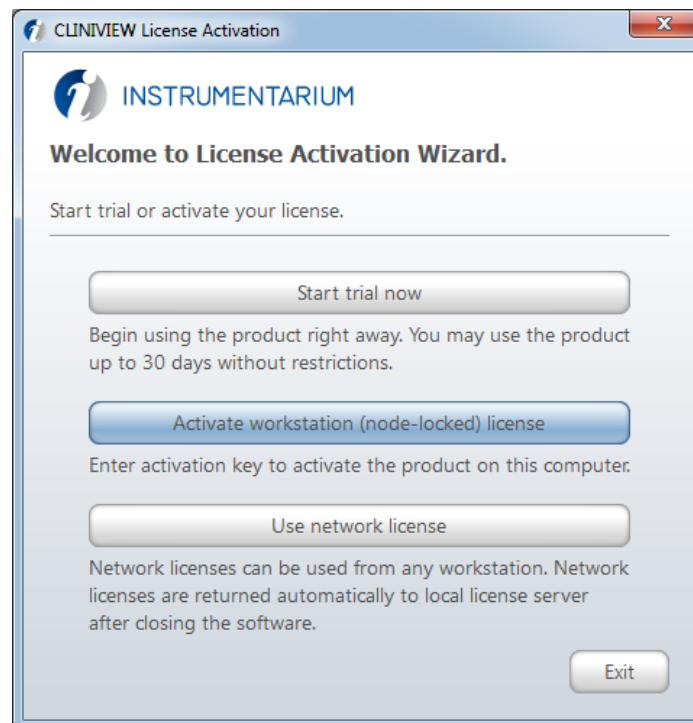 CLINIVIEW License Activation
INSTRUMENTARIUM
Welcome to License Activation Wizard.
Start trial or activate your license.
Start trial now
Begin using the product right away. You may use the product
up to 30 days without restrictions.
Activate workstation (node-locked) license
Enter activation key to activate the product on this computer.
Use network license
Network licenses can be used from any workstation. Network
licenses are returned automatically to local license server
after closing the software.
Exit